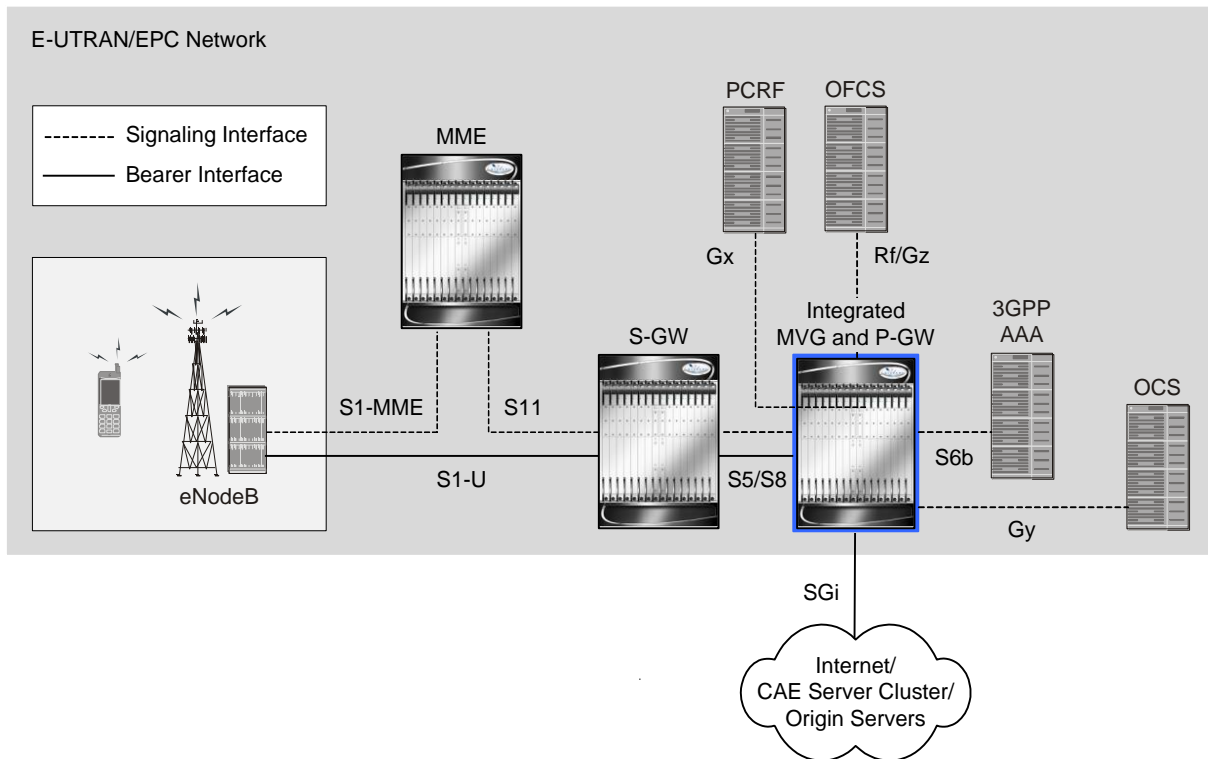 E-UTRAN/EPC Network
Signaling Interface
Bearer Interface
MME
PCRF
OFCS
Gx
Rf/Gz
Integrated
MVG and P-GW
S-GW
3GPP
AAA
OCS
S1-MME
S11
S1-U
S5/S8
S6b
Gy
eNodeB
SGi
Internet/
CAE Server Cluster/
Origin Servers